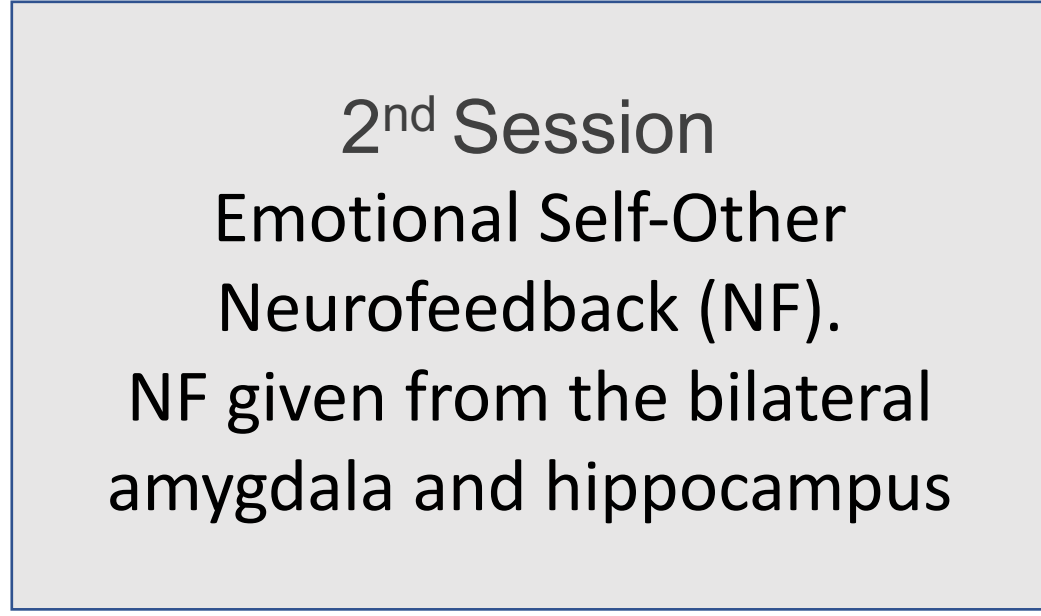 2nd Session
Emotional Self-Other
Neurofeedback (NF).
NF given from the bilateral
amygdala and hippocampus